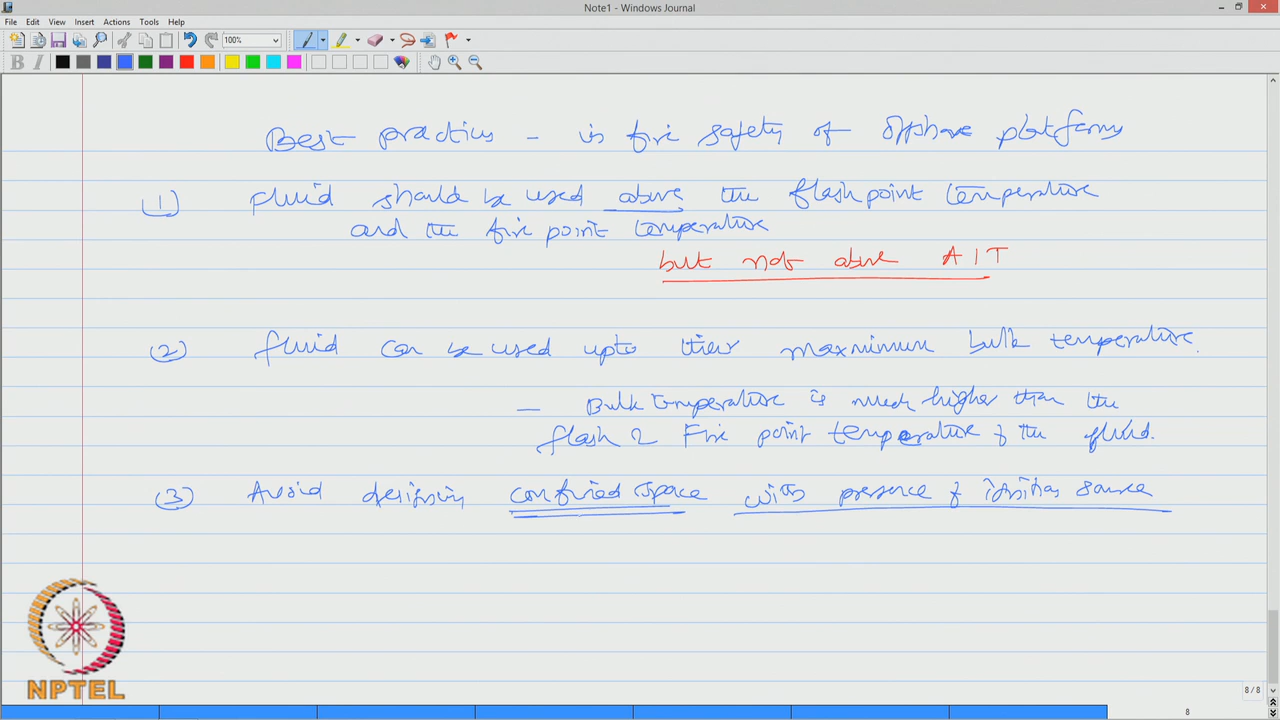 Note1 - Windows Journal
File Edit View Insert Actions Tools Help
100%
Best practices - in fire safety of offshore platforms
(1) Fluid should be used above the flashpoint temperature
and the fire point temperature
but not above AIT
(2) fluid can be used upto their maxmimum bulk temperature.
— Bulk temperature is much higher than the
flash & Fire point temperature of the fluid.
(3) Avoid designing confined space with presence of ignition source
NPTEL
8/8
8